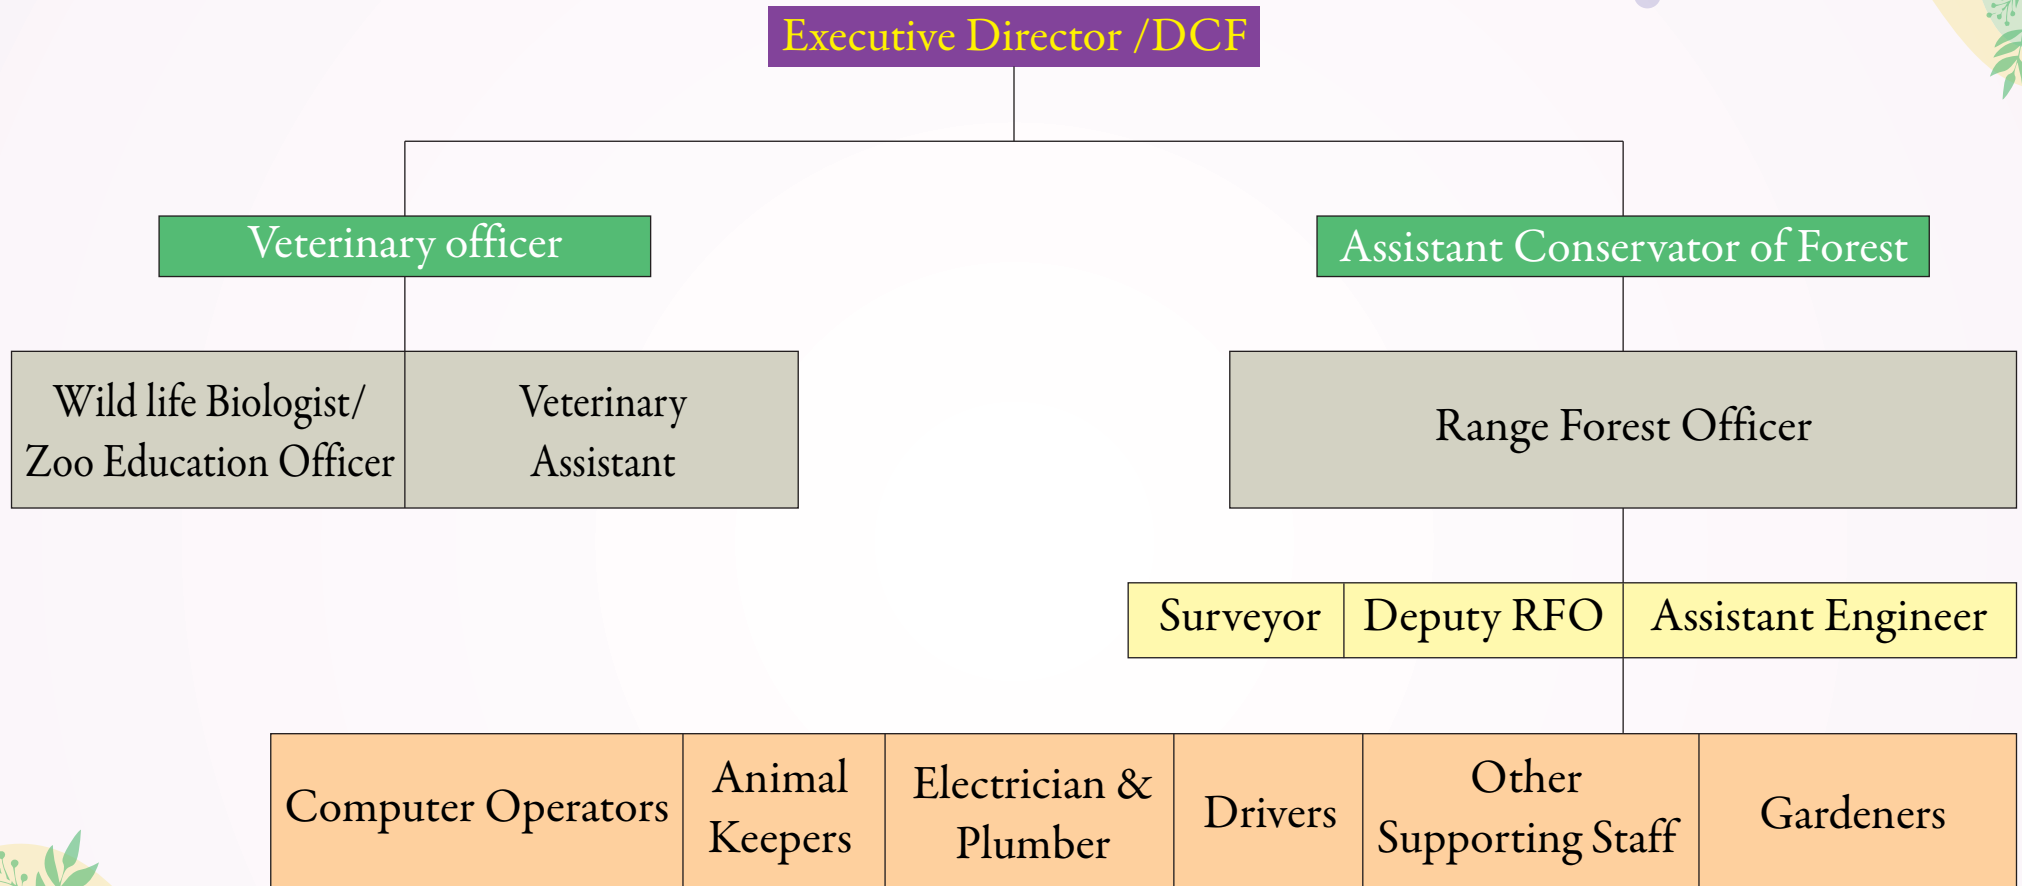 Executive Director /DCF
Veterinary officer
Assistant Conservator of Forest
Wild life Biologist/
Zoo Education Officer
Veterinary
Assistant
Range Forest Officer
Surveyor
Deputy RFO
Assistant Engineer
Computer Operators
Animal
Keepers
Electrician &
Plumber
Drivers
Other
Supporting Staff
Gardeners